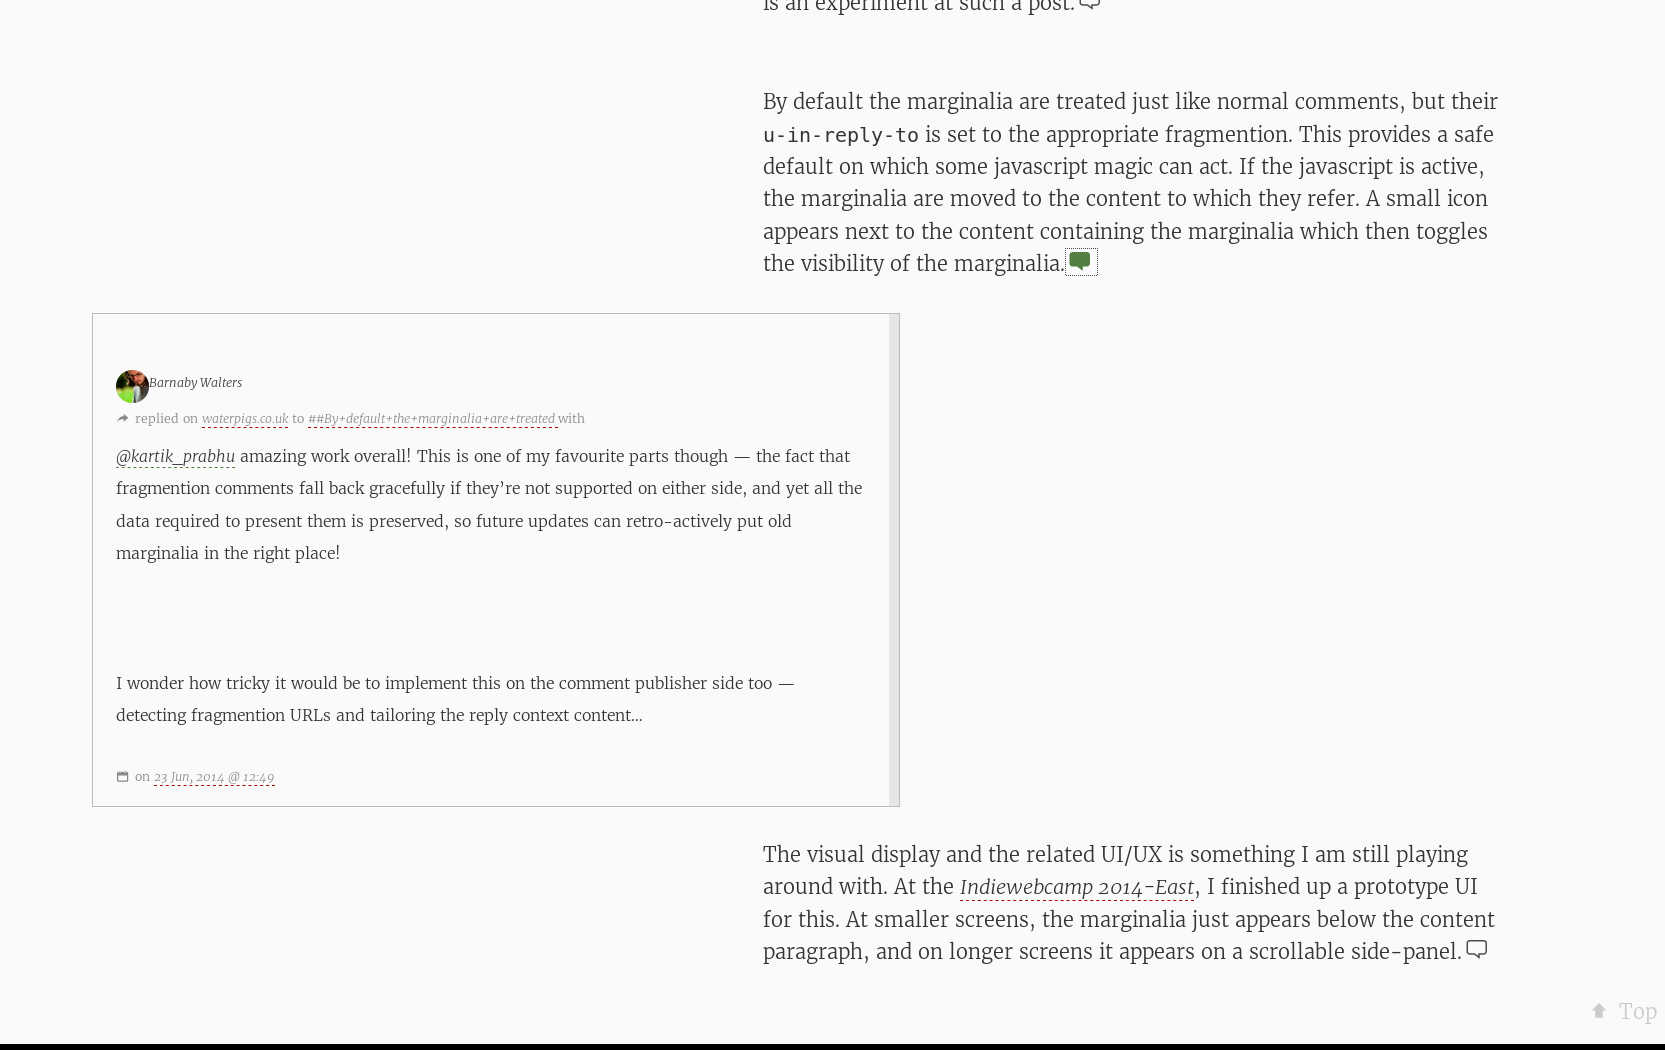 is an experiment at such a post.
By default the marginalia are treated just like normal comments, but their
u-in-reply-to is set to the appropriate fragmention. This provides a safe
default on which some javascript magic can act. If the javascript is active,
the marginalia are moved to the content to which they refer. A small icon
appears next to the content containing the marginalia which then toggles
the visibility of the marginalia.
Barnaby Walters
replied on waterpigs.co.uk to ##By+default+the+marginalia+are+treated with
@kartik_prabhu amazing work overall! This is one of my favourite parts though — the fact that
fragmention comments fall back gracefully if they’re not supported on either side, and yet all the
data required to present them is preserved, so future updates can retro-actively put old
marginalia in the right place!
I wonder how tricky it would be to implement this on the comment publisher side too —
detecting fragmention URLs and tailoring the reply context content…
on 23 Jun, 2014 @ 12:49
The visual display and the related UI/UX is something I am still playing
around with. At the Indiewebcamp 2014-East, I finished up a prototype UI
for this. At smaller screens, the marginalia just appears below the content
paragraph, and on longer screens it appears on a scrollable side-panel.
Top